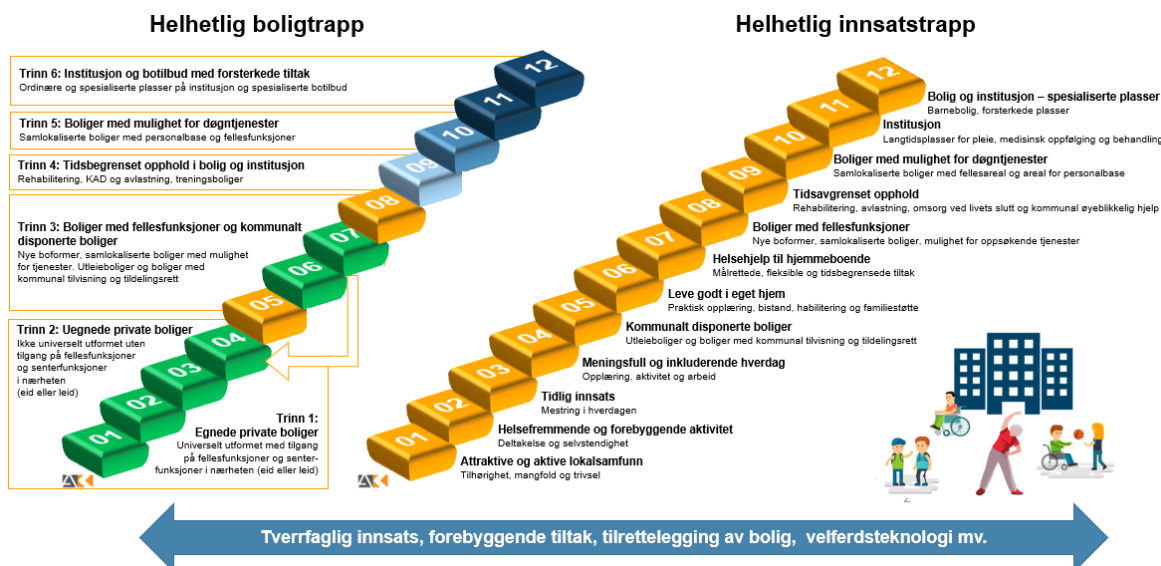 Helhetlig boligtrapp
Trinn 6: Institusjon og botilbud med forsterkede tiltak
Ordinære og spesialiserte plasser på institusjon og spesialiserte botilbud
Trinn 5: Boliger med mulighet for døgntjenester
Samlokaliserte boliger med personalbase og fellesfunksjoner
Trinn 4: Tidsbegrenset opphold i bolig og institusjon
Rehabilitering, KAD og avlastning, treningsboliger
Trinn 3: Boliger med fellesfunksjoner og kommunalt
disponerte boliger
Nye boformer, samlokaliserte boliger med mulighet
for tjenester. Utleieboliger og boliger med
kommunal tilvisning og tildelingsrett
Trinn 2: Uegnede private boliger
Ikke universelt utformet uten
tilgang på fellesfunksjoner
og senterfunksjoner
i nærheten
(eid eller leid)
Trinn 1:
Egnede private boliger
Universelt utformet med tilgang
på fellesfunksjoner og senter-
funksjoner i nærheten (eid eller leid)
12
11
10
09
08
07
06
05
04
03
02
01
Helhetlig innsatstrapp
12
Bolig og institusjon – spesialiserte plasser
Barnebolig, forsterkede plasser
11
Institusjon
Langtidsplasser for pleie, medisinsk oppfølging og behandling
10
Boliger med mulighet for døgntjenester
Samlokaliserte boliger med fellesareal og areal for personalbase
09
Tidsavgrenset opphold
Rehabilitering, avlastning, omsorg ved livets slutt og kommunal øyeblikkelig hjelp
08
Boliger med fellesfunksjoner
Nye boformer, samlokaliserte boliger, mulighet for oppsøkende tjenester
07
Helsehjelp til hjemmeboende
Målrettede, fleksible og tidsbegrensede tiltak
06
Leve godt i eget hjem
Praktisk opplæring, bistand, habilitering og familiestøtte
05
Kommunalt disponerte boliger
Utleieboliger og boliger med kommunal tilvisning og tildelingsrett
04
Meningsfull og inkluderende hverdag
Opplæring, aktivitet og arbeid
03
Tidlig innsats
Mestring i hverdagen
02
Helsefremmende og forebyggende aktivitet
Deltakelse og selvstendighet
01
Attraktive og aktive lokalsamfunn
Tilhørighet, mangfold og trivsel
Tverrfaglig innsats, forebyggende tiltak, tilrettelegging av bolig, velferdsteknologi mv.